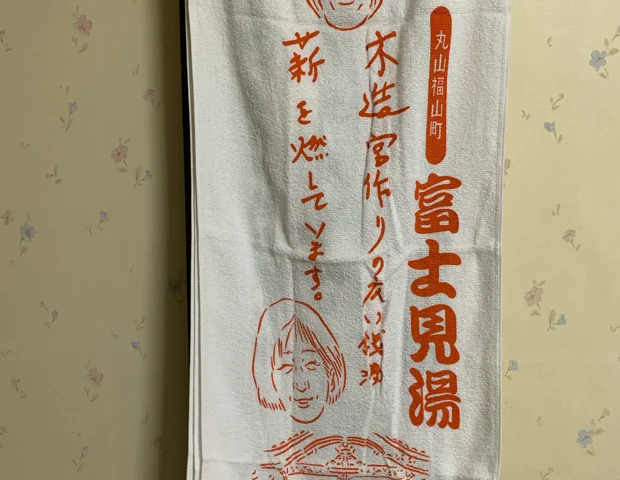 丸山福山町
富士見湯
木造宮作りの広い銭湯
薪を燃しています。